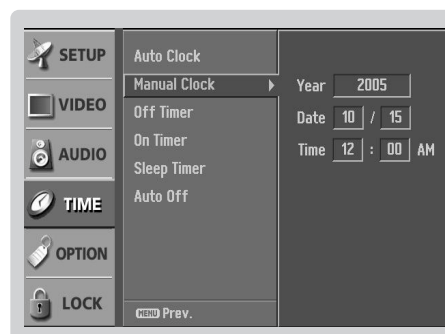 SETUP
VIDEO
AUDIO
TIME
OPTION
LOCK
Auto Clock
Manual Clock
Off Timer
On Timer
Sleep Timer
Auto Off
MENU Prev.
Year 2005
Date 10 / 15
Time 12 : 00 AM